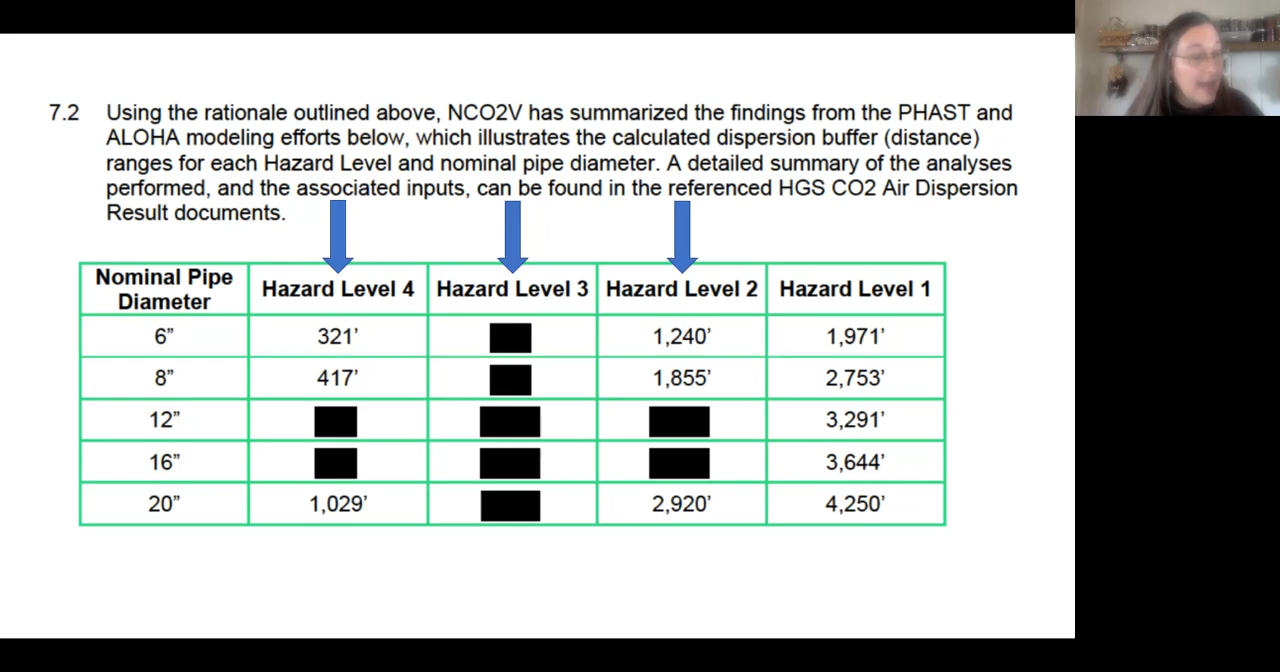 7.2 Using the rationale outlined above, NCO2V has summarized the findings from the PHAST and
ALOHA modeling efforts below, which illustrates the calculated dispersion buffer (distance)
ranges for each Hazard Level and nominal pipe diameter. A detailed summary of the analyses
performed, and the associated inputs, can be found in the referenced HGS CO2 Air Dispersion
Result documents.
Nominal Pipe
Diameter
Hazard Level 4 Hazard Level 3 Hazard Level 2 Hazard Level 1
6” 321’ 1,240’ 1,971’
8” 417’ 1,855’ 2,753’
12” 3,291’
16” 3,644’
20” 1,029’ 2,920’ 4,250’